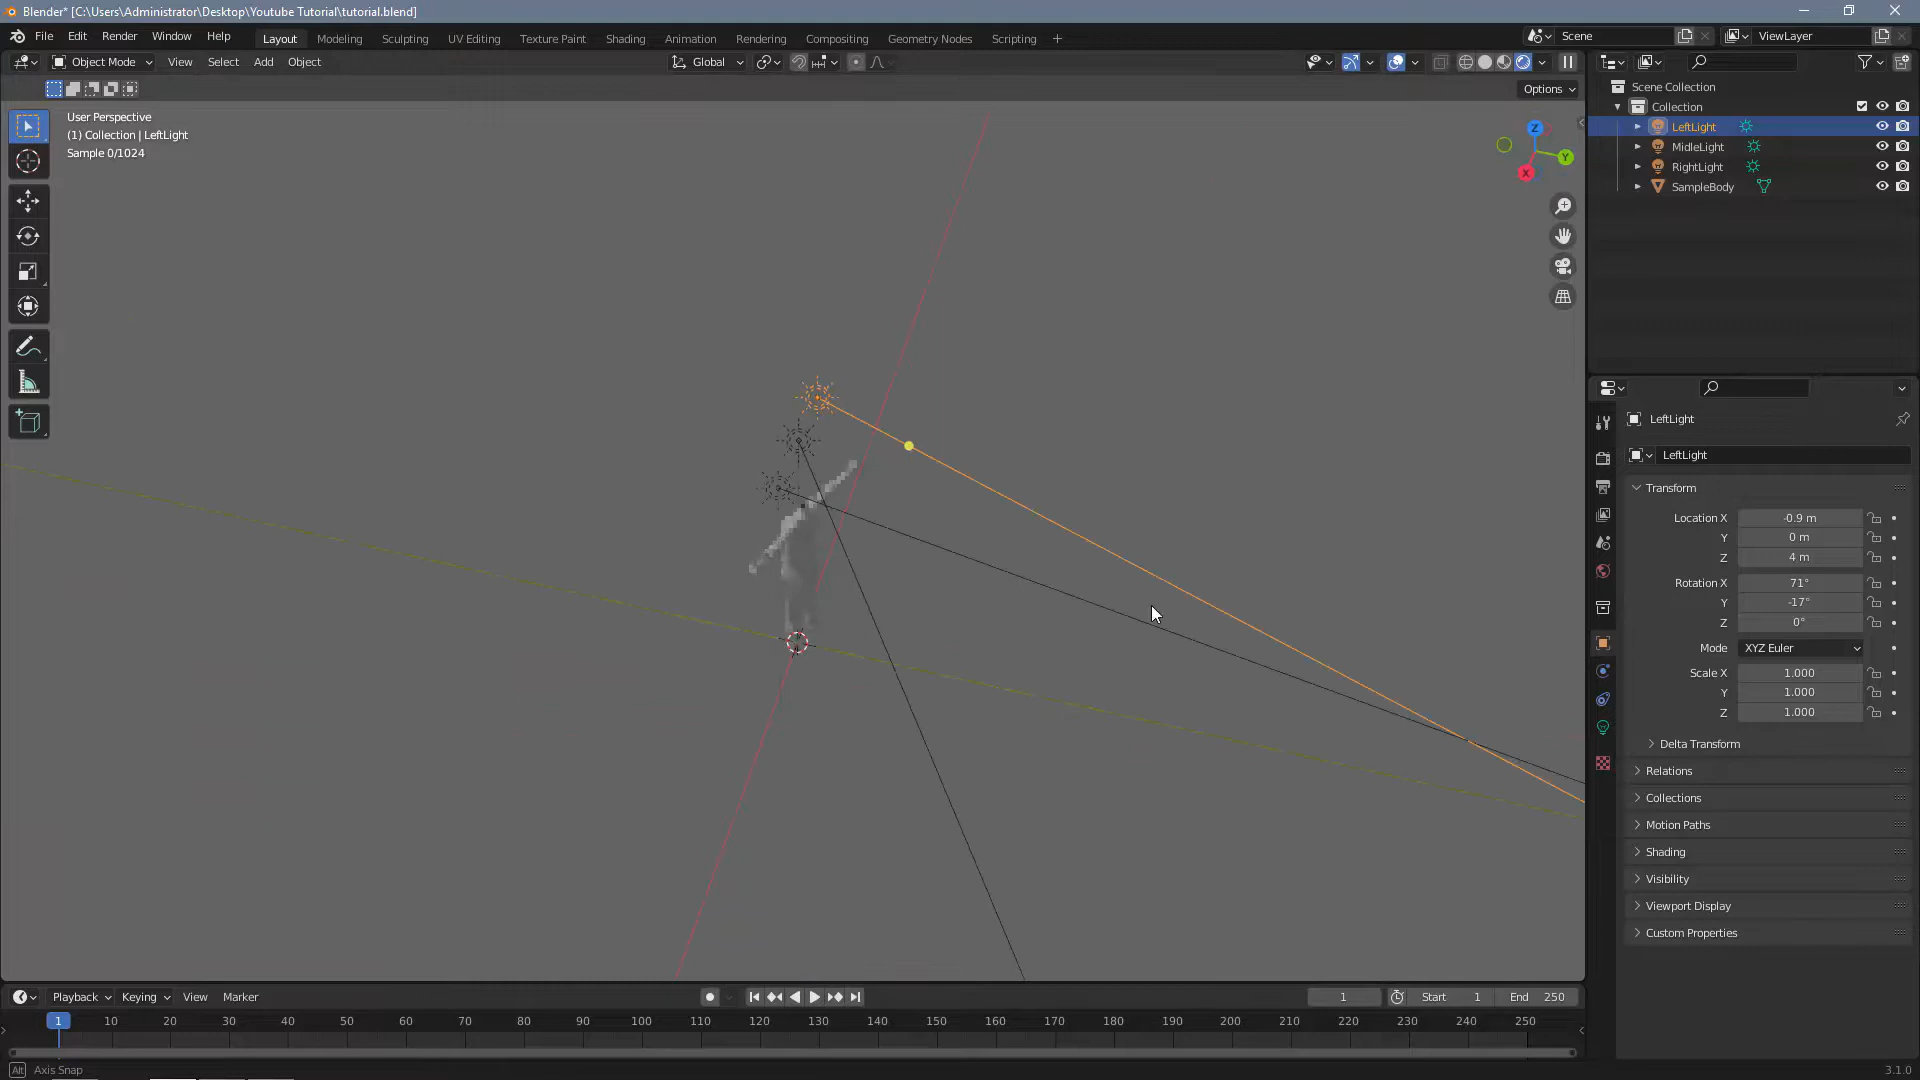 Blender* [C:\Users\Administrator\Desktop\Youtube Tutorial\tutorial.blend]
File Edit Render Window Help Layout Modeling Sculpting UV Editing Texture Paint Shading Animation Rendering Compositing Geometry Nodes Scripting + Scene ViewLayer
Object Mode View Select Add Object Global
Options
User Perspective
(1) Collection | LeftLight
Sample 0/1024
Z
Y
X
Scene Collection
Collection
LeftLight
MidleLight
RightLight
SampleBody
LeftLight
LeftLight
Transform
Location X -0.9 m
Y 0 m
Z 4 m
Rotation X 71°
Y -17°
Z 0°
Mode XYZ Euler
Scale X 1.000
Y 1.000
Z 1.000
Delta Transform
Relations
Collections
Motion Paths
Shading
Visibility
Viewport Display
Custom Properties
Playback Keying View Marker 1 Start 1 End 250
1 10 20 30 40 50 60 70 80 90 100 110 120 130 140 150 160 170 180 190 200 210 220 230 240 250
Alt Axis Snap 3.1.0